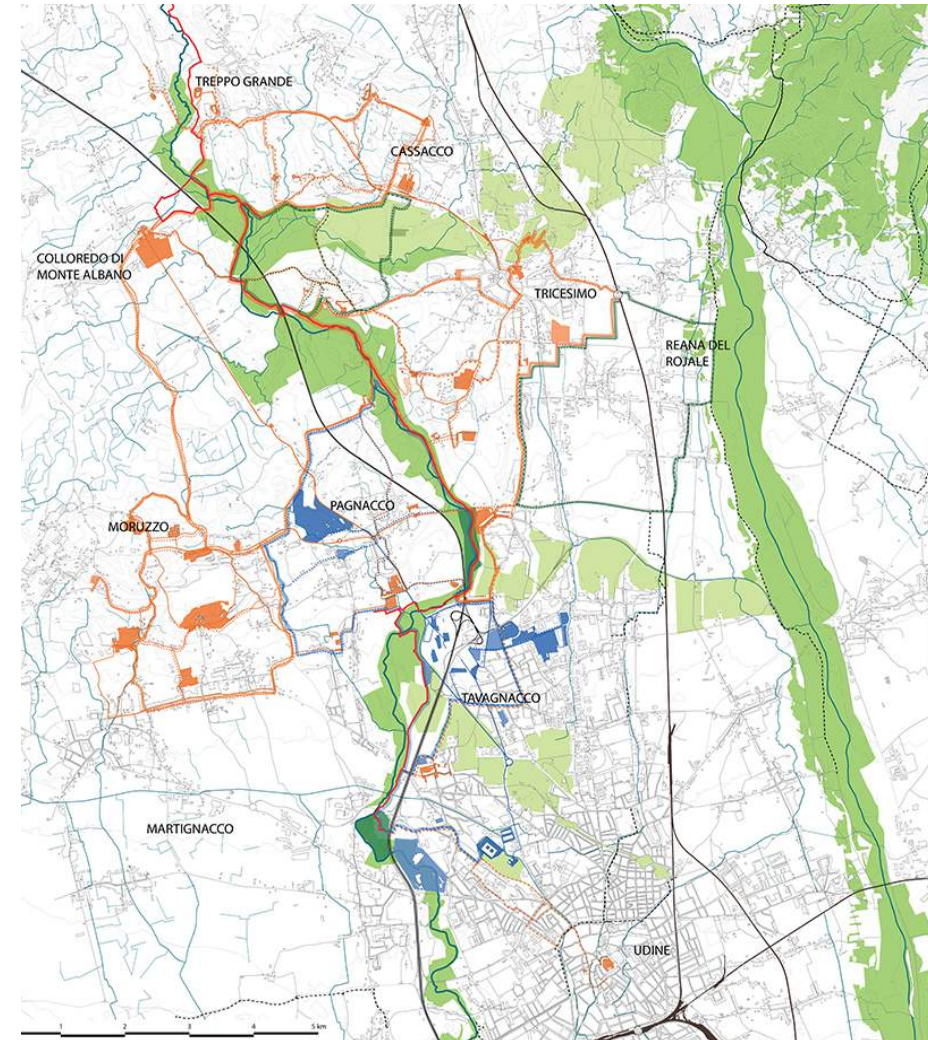 TREPPO GRANDE
CASSACCO
COLLOREDO DI
MONTE ALBANO
TRICESIMO
REANA DEL
ROJALE
PAGNACCO
MORUZZO
TAVAGNACCO
MARTIGNACCO
UDINE
1 2 3 4 5 km